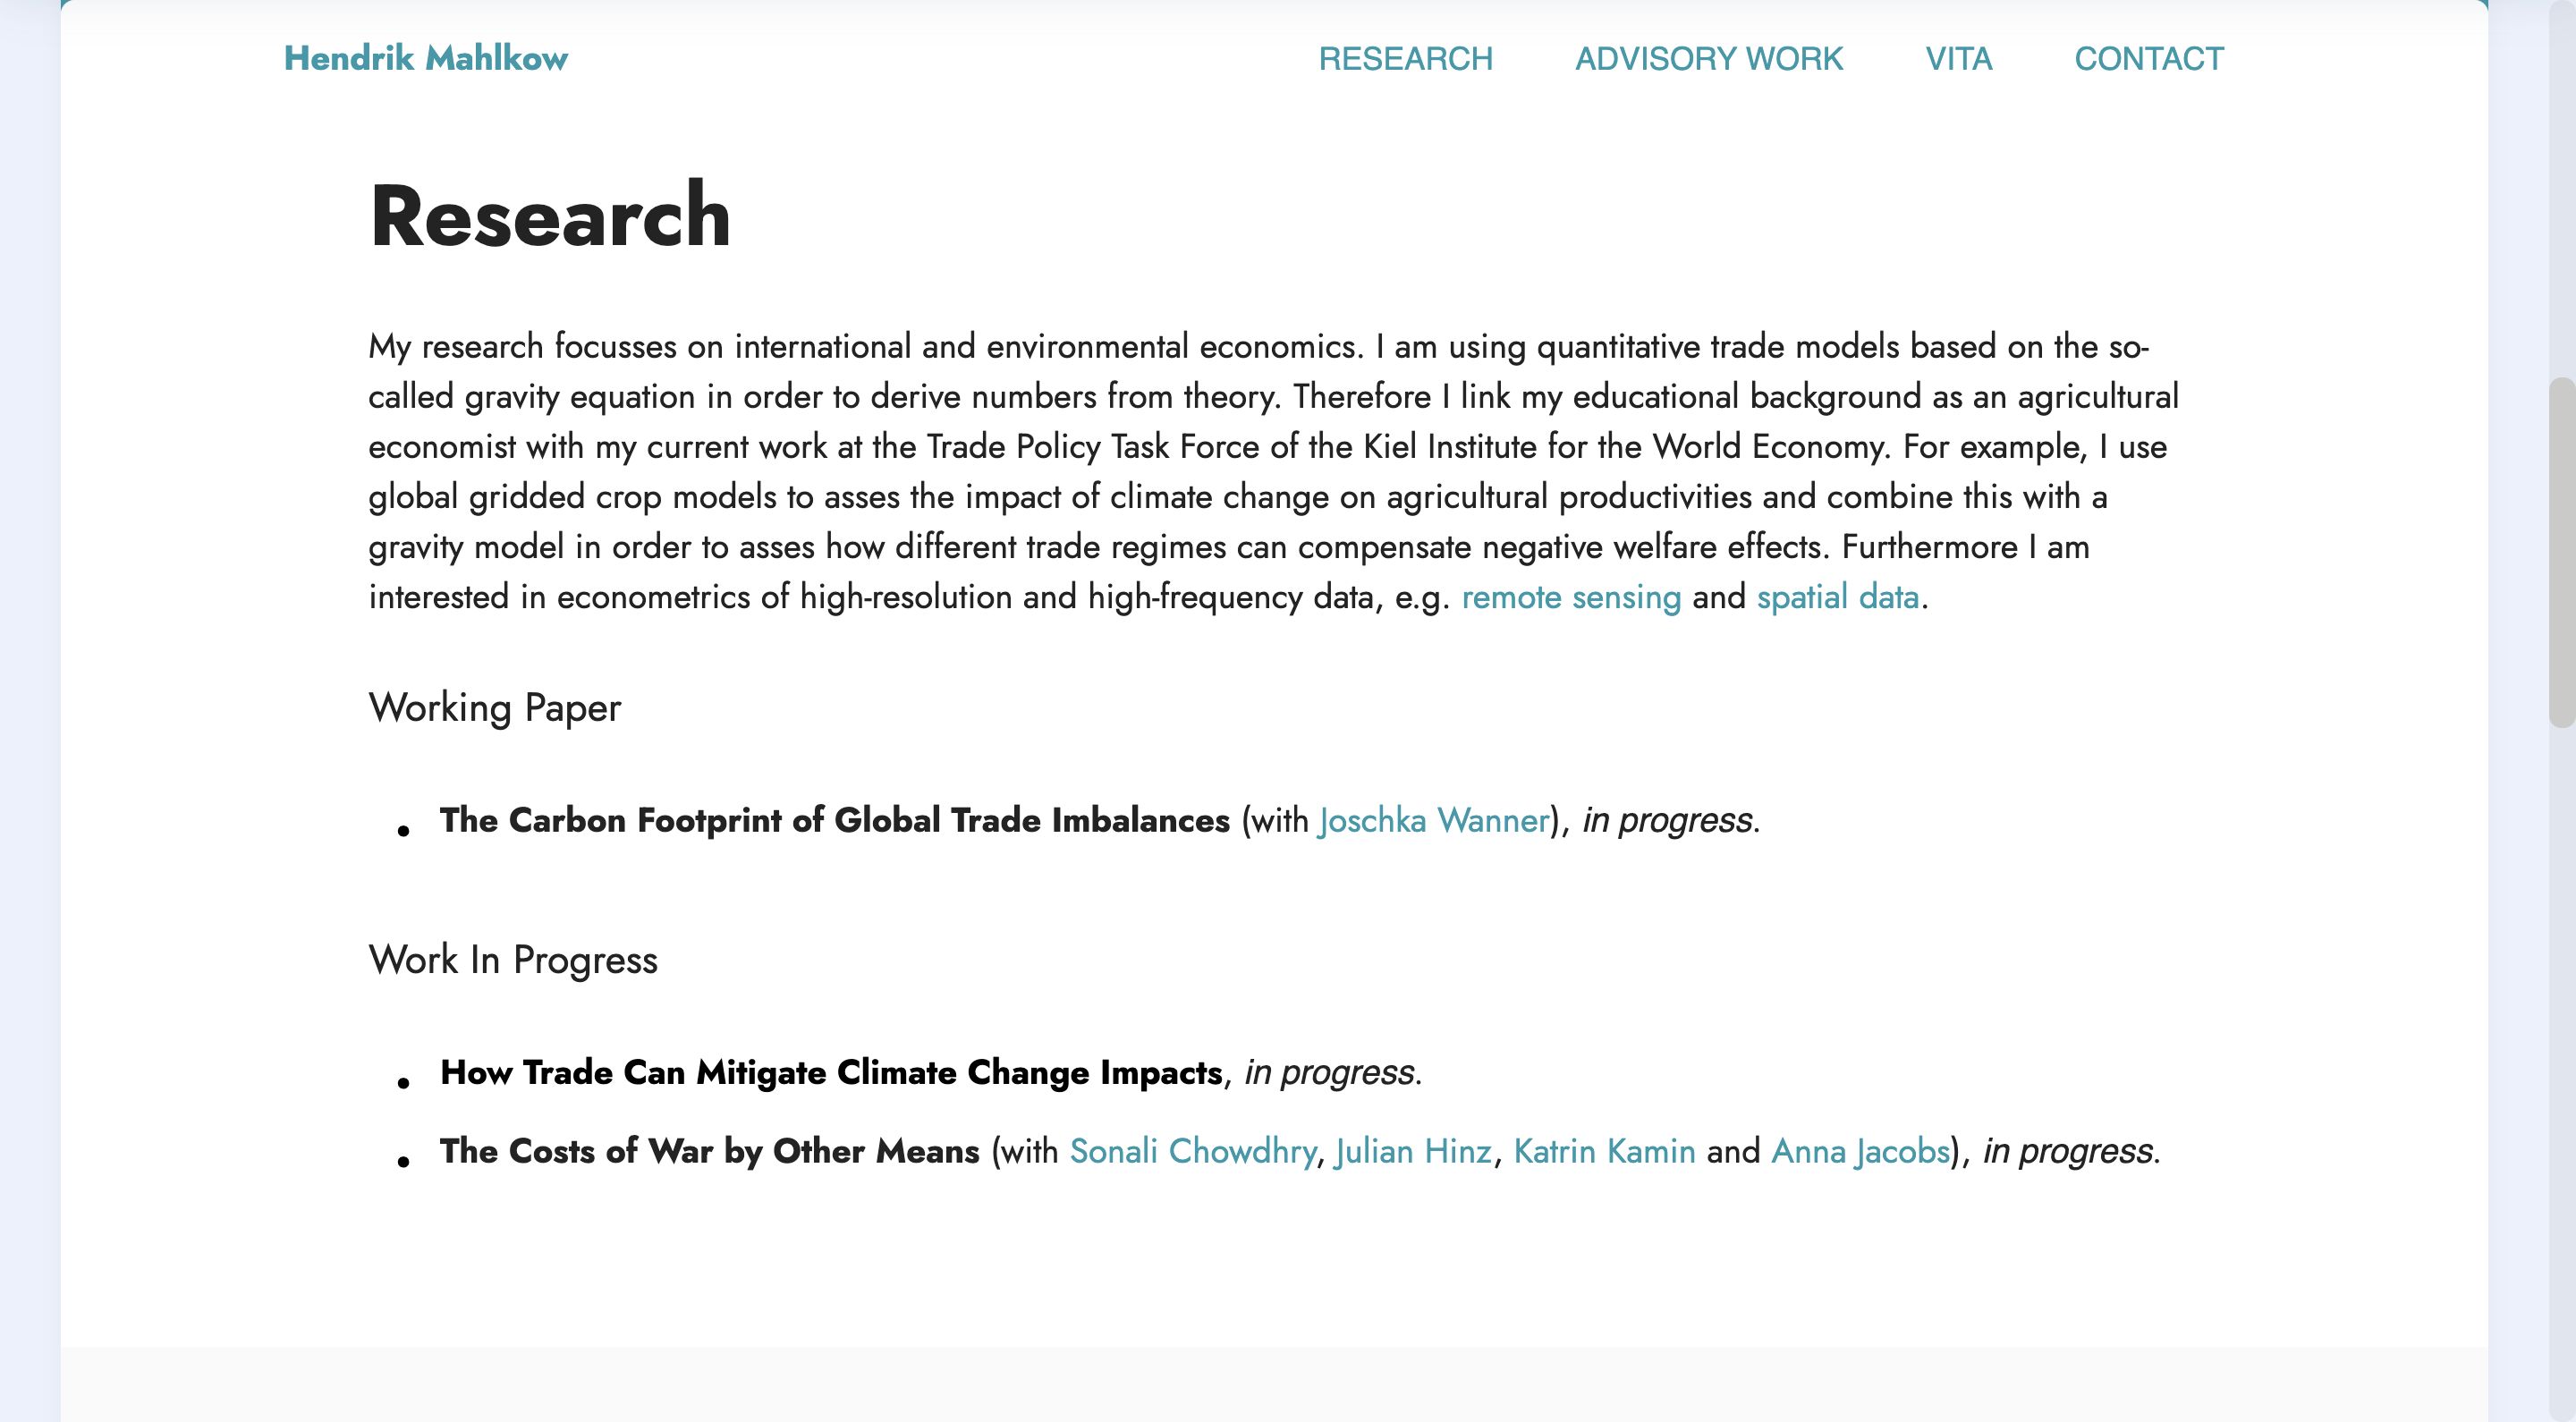 Hendrik Mahlkow
RESEARCH ADVISORY WORK VITA CONTACT
Research
My research focusses on international and environmental economics. I am using quantitative trade models based on the so-
called gravity equation in order to derive numbers from theory. Therefore I link my educational background as an agricultural
economist with my current work at the Trade Policy Task Force of the Kiel Institute for the World Economy. For example, I use
global gridded crop models to asses the impact of climate change on agricultural productivities and combine this with a
gravity model in order to asses how different trade regimes can compensate negative welfare effects. Furthermore I am
interested in econometrics of high-resolution and high-frequency data, e.g. remote sensing and spatial data.
Working Paper
• The Carbon Footprint of Global Trade Imbalances (with Joschka Wanner), in progress.
Work In Progress
• How Trade Can Mitigate Climate Change Impacts, in progress.
• The Costs of War by Other Means (with Sonali Chowdhry, Julian Hinz, Katrin Kamin and Anna Jacobs), in progress.